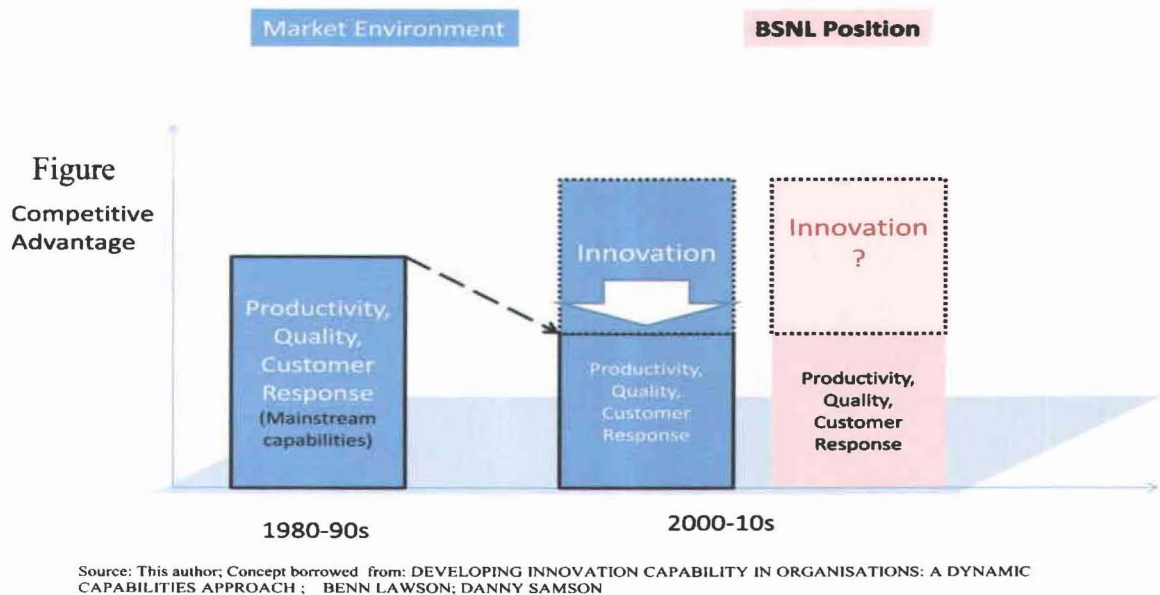 Market Environment
BSNL Position
Figure
Competitive
Advantage
Productivity,
Quality,
Customer
Response
(Mainstream
capabilities)
Innovation
Productivity,
Quality,
Customer
Response
Innovation
?
Productivity,
Quality,
Customer
Response
1980-90s
2000-10s
Source: This author; Concept borrowed from: DEVELOPING INNOVATION CAPABILITY IN ORGANISATIONS: A DYNAMIC
CAPABILITIES APPROACH ; BENN LAWSON; DANNY SAMSON